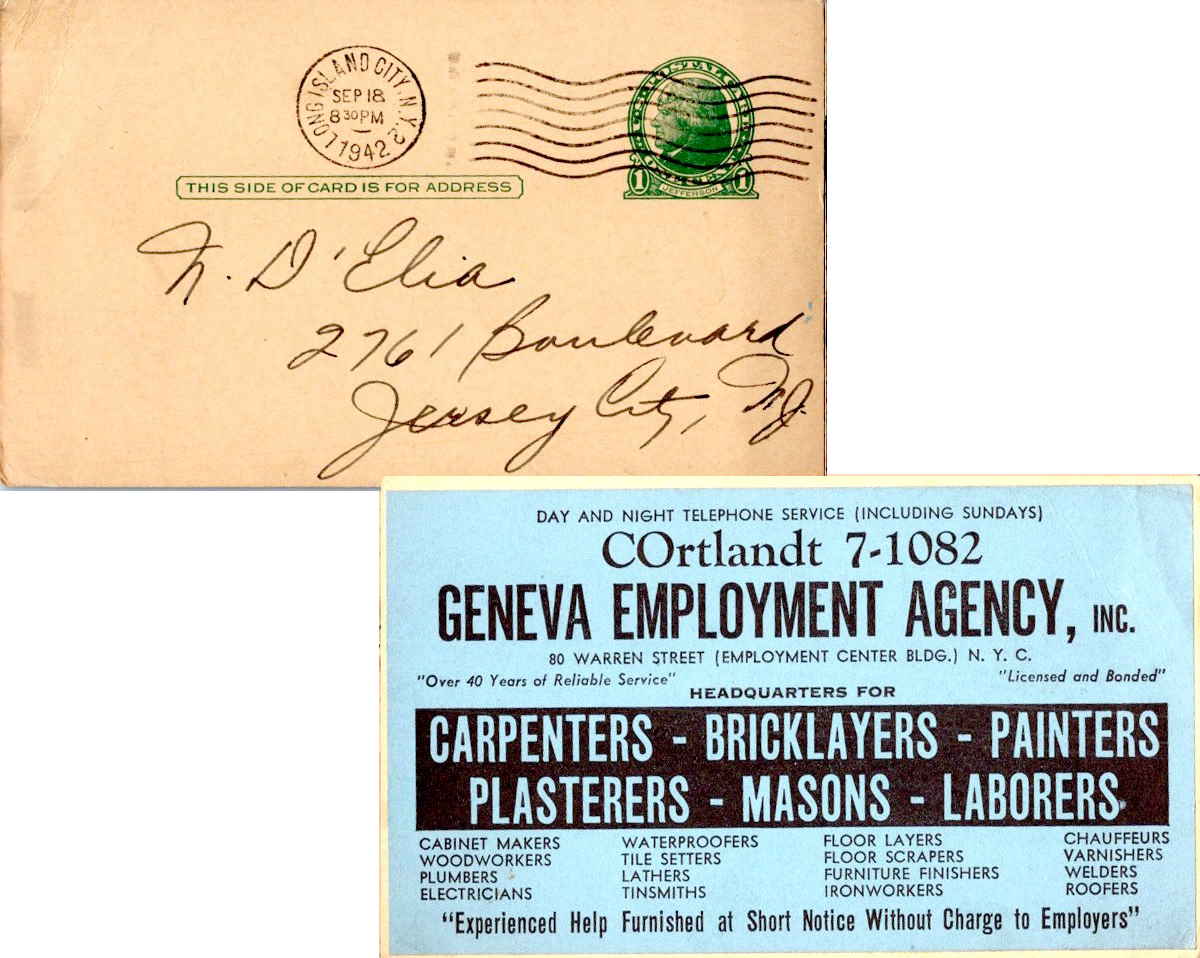 LONG ISLAND CITY, N.Y. 2
SEP 18
8 30 PM
1942
U.S. POSTAGE
1 JEFFERSON 1
THIS SIDE OF CARD IS FOR ADDRESS
N. D'Elia
2761 Boulevard
Jersey City, N.J.
DAY AND NIGHT TELEPHONE SERVICE (INCLUDING SUNDAYS)
COrtlandt 7-1082
GENEVA EMPLOYMENT AGENCY, INC.
80 WARREN STREET (EMPLOYMENT CENTER BLDG.) N. Y. C.
"Over 40 Years of Reliable Service" "Licensed and Bonded"
HEADQUARTERS FOR
CARPENTERS - BRICKLAYERS - PAINTERS
PLASTERERS - MASONS - LABORERS
CABINET MAKERS WATERPROOFERS FLOOR LAYERS CHAUFFEURS
WOODWORKERS TILE SETTERS FLOOR SCRAPERS VARNISHERS
PLUMBERS LATHERS FURNITURE FINISHERS WELDERS
ELECTRICIANS TINSMITHS IRONWORKERS ROOFERS
"Experienced Help Furnished at Short Notice Without Charge to Employers"